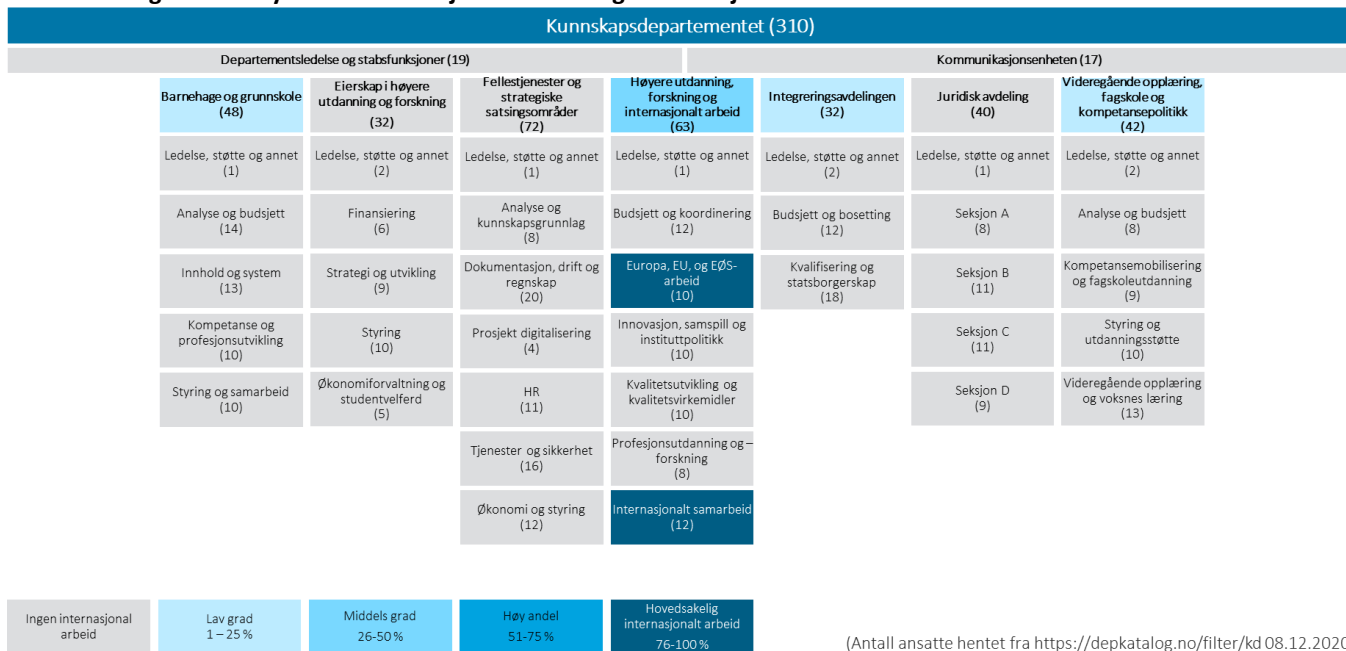 Kunnskapsdepartementet (310)
Departementsledelse og stabsfunksjoner (19)
Kommunikasjonsenheten (17)
Barnehage og grunnskole
(48)
Ledelse, støtte og annet
(1)
Analyse og budsjett
(14)
Innhold og system
(13)
Kompetanse og
profesjonsutvikling
(10)
Styring og samarbeid
(10)
Eierskap i høyere
utdanning og forskning
(32)
Ledelse, støtte og annet
(2)
Finansiering
(6)
Strategi og utvikling
(9)
Styring
(10)
Økonomiforvaltning og
studentvelferd
(5)
Fellestjenester og
strategiske
satsingsområder
(72)
Ledelse, støtte og annet
(1)
Analyse og
kunnskapsgrunnlag
(8)
Dokumentasjon, drift og
regnskap
(20)
Prosjekt digitalisering
(4)
HR
(11)
Tjenester og sikkerhet
(16)
Økonomi og styring
(12)
Høyere utdanning,
forskning og
internasjonalt arbeid
(63)
Ledelse, støtte og annet
(1)
Budsjett og koordinering
(12)
Europa, EU, og EØS-
arbeid
(10)
Innovasjon, samspill og
instituttpolitikk
(10)
Kvalitetsutvikling og
kvalitetsvirkemidler
(10)
Profesjonsutdanning og –
forskning
(8)
Internasjonalt samarbeid
(12)
Integreringsavdelingen
(32)
Ledelse, støtte og annet
(2)
Budsjett og bosetting
(12)
Kvalifisering og
statsborgerskap
(18)
Juridisk avdeling
(40)
Ledelse, støtte og annet
(1)
Seksjon A
(8)
Seksjon B
(11)
Seksjon C
(11)
Seksjon D
(9)
Videregående opplæring,
fagskole og
kompetansepolitikk
(42)
Ledelse, støtte og annet
(2)
Analyse og budsjett
(8)
Kompetansemobilisering
og fagskoleutdanning
(9)
Styring og
utdanningsstøtte
(10)
Videregående opplæring
og voksnes læring
(13)
Ingen internasjonal
arbeid
Lav grad
1 – 25 %
Middels grad
26-50 %
Høy andel
51-75 %
Hovedsakelig
internasjonalt arbeid
76-100 %
(Antall ansatte hentet fra https://depkatalog.no/filter/kd 08.12.2020